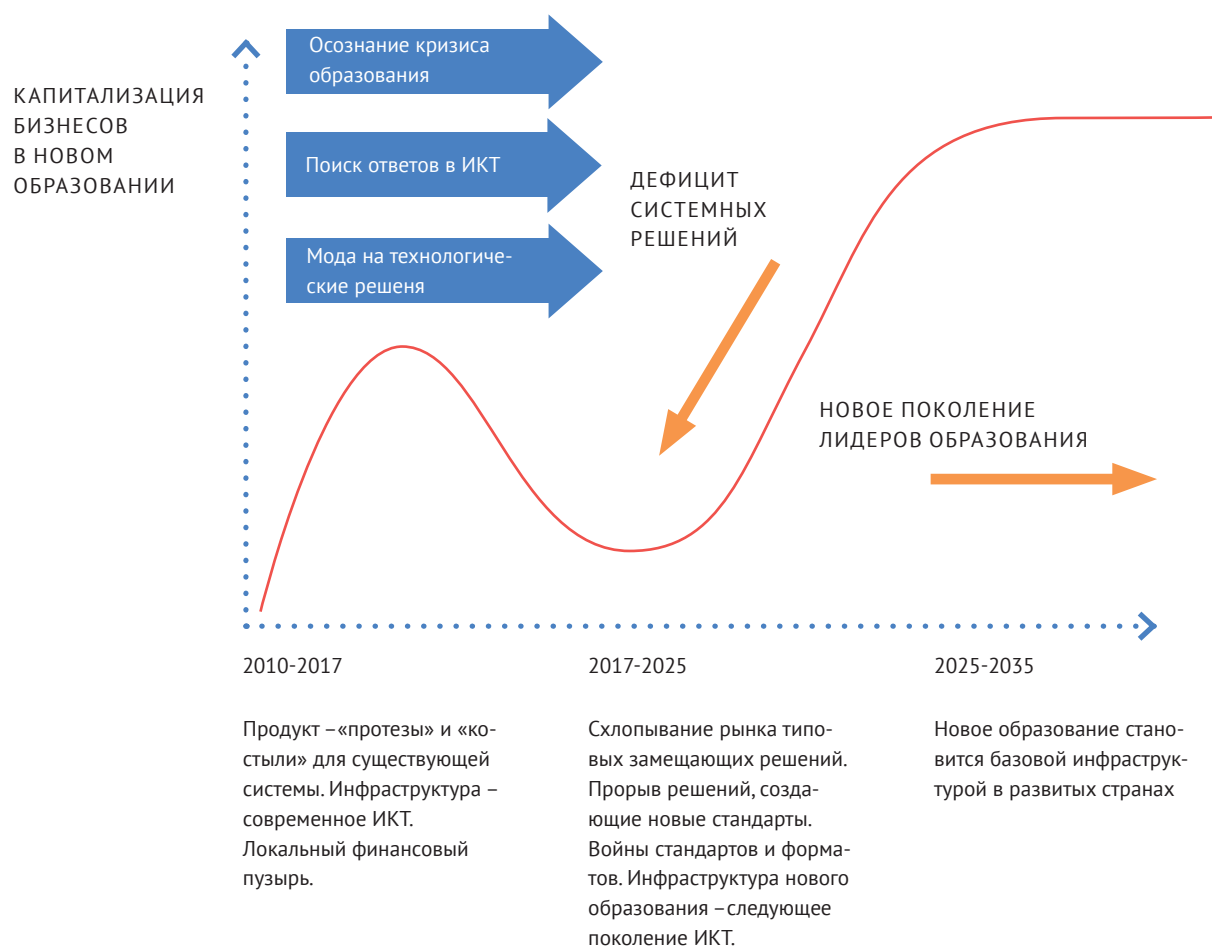 Осознание кризиса
образования
КАПИТАЛИЗАЦИЯ
БИЗНЕСОВ
В НОВОМ
ОБРАЗОВАНИИ
Поиск ответов в ИКТ
ДЕФИЦИТ
СИСТЕМНЫХ
РЕШЕНИЙ
Мода на технологиче-
ские решеня
НОВОЕ ПОКОЛЕНИЕ
ЛИДЕРОВ ОБРАЗОВАНИЯ
2010-2017
Продукт –«протезы» и «ко-
стыли» для существующей
системы. Инфраструктура –
современное ИКТ.
Локальный финансовый
пузырь.
2017-2025
Схлопывание рынка типо-
вых замещающих решений.
Прорыв решений, созда-
ющие новые стандарты.
Войны стандартов и форма-
тов. Инфраструктура нового
образования –следующее
поколение ИКТ.
2025-2035
Новое образование стано-
вится базовой инфраструк-
турой в развитых странах